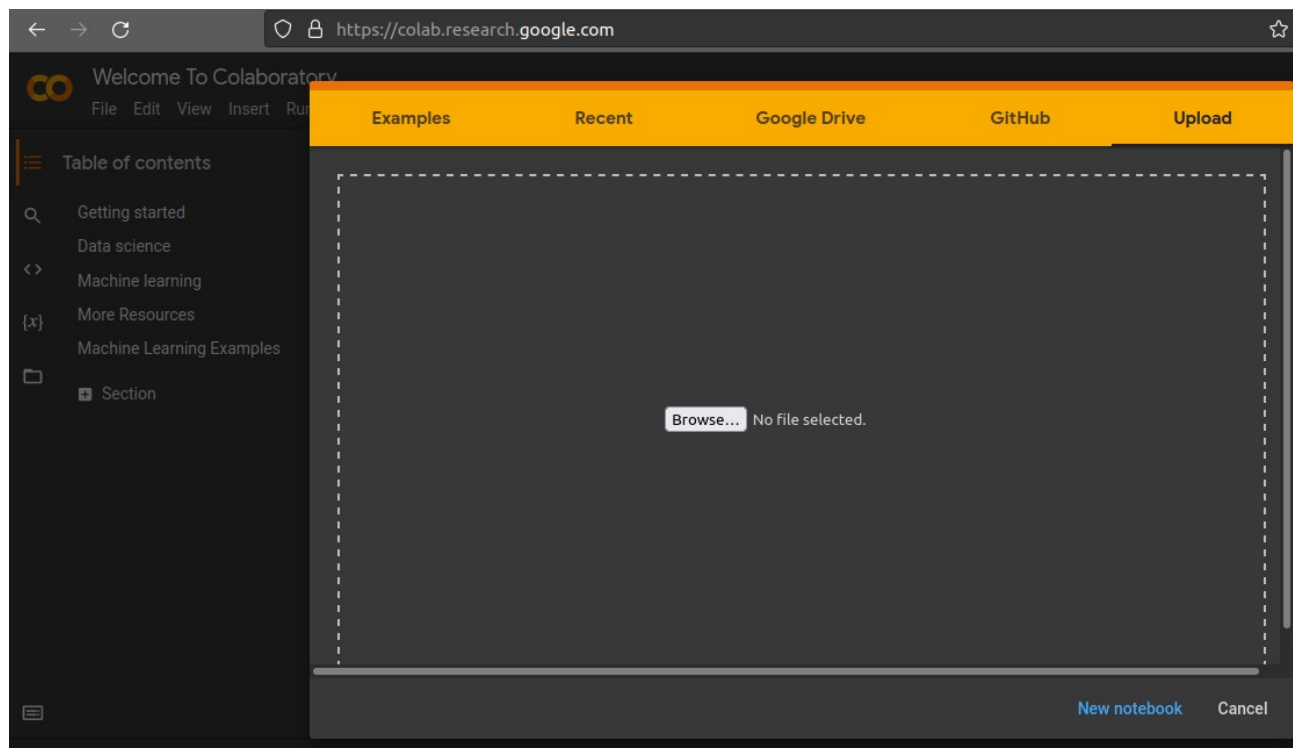 https://colab.research.google.com
CO
Welcome To Colaboratory
File Edit View Insert Run
Examples Recent Google Drive GitHub Upload
Table of contents
Getting started
Data science
Machine learning
{x}
More Resources
Machine Learning Examples
Section
Browse... No file selected.
New notebook Cancel